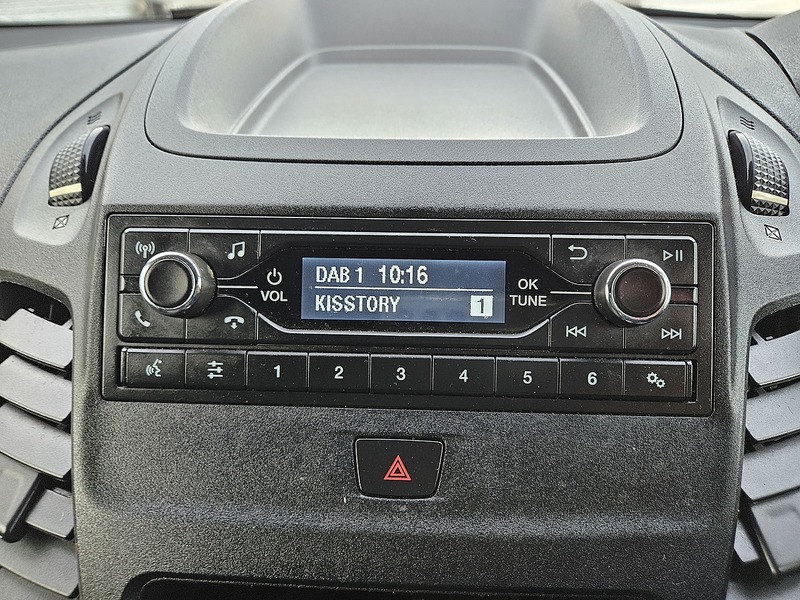 DAB 1 10:16
KISSTORY 1
VOL
OK
TUNE
1 2 3 4 5 6